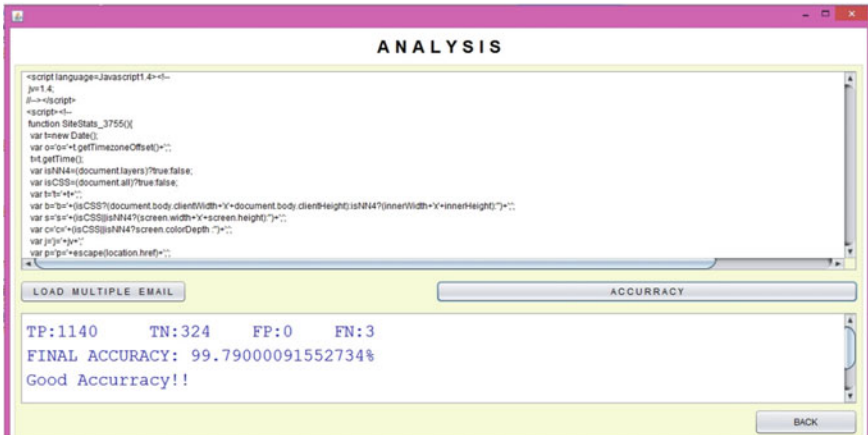 ANALYSIS
<script language=Javascript1.4><!--
jv=1.4;
//--></script>
<script><!--
function SiteStats_3755(){
var t=new Date();
var o='o='+t.getTimezoneOffset()+';';
t=t.getTime();
var isNN4=(document.layers)?true:false;
var isCSS=(document.all)?true:false;
var t='t='+t+';';
var b='b='+(isCSS?(document.body.clientWidth+'x'+document.body.clientHeight):isNN4?(innerWidth+'x'+innerHeight):'')+';';
var s='s='+(isCSS||isNN4?(screen.width+'x'+screen.height):'')+';';
var c='c='+(isCSS||isNN4?screen.colorDepth :'')+';';
var j='j='+jv+';'
var p='p='+escape(location.href)+';';
LOAD MULTIPLE EMAIL
ACCURRACY
TP:1140 TN:324 FP:0 FN:3
FINAL ACCURACY: 99.79000091552734%
Good Accurracy!!
BACK